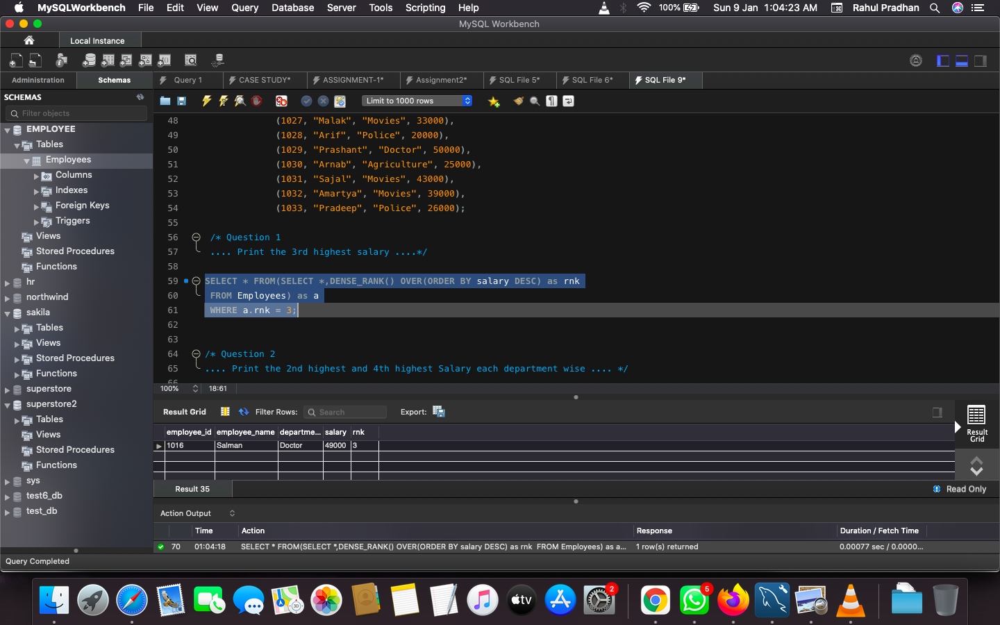 MySQLWorkbench File Edit View Query Database Server Tools Scripting Help 100% Sun 9 Jan 1:04:23 AM Rahul Pradhan
MySQL Workbench
Local Instance
Administration Schemas Query 1 CASE STUDY* ASSIGNMENT-1* Assignment2* SQL File 5* SQL File 6* SQL File 9*
SCHEMAS
Limit to 1000 rows
Filter objects
EMPLOYEE
Tables
Employees
Columns
Indexes
Foreign Keys
Triggers
Views
Stored Procedures
Functions
hr
northwind
sakila
Tables
Views
Stored Procedures
Functions
superstore
superstore2
Tables
Views
Stored Procedures
Functions
sys
test6_db
test_db
48 (1027, "Malak", "Movies", 33000),
49 (1028, "Arif", "Police", 20000),
50 (1029, "Prashant", "Doctor", 50000),
51 (1030, "Arnab", "Agriculture", 25000),
52 (1031, "Sajal", "Movies", 43000),
53 (1032, "Amartya", "Movies", 39000),
54 (1033, "Pradeep", "Police", 26000);
55
56 /* Question 1
57 .... Print the 3rd highest salary ....*/
58
59 SELECT * FROM(SELECT *,DENSE_RANK() OVER(ORDER BY salary DESC) as rnk
60 FROM Employees) as a
61 WHERE a.rnk = 3;
62
63
64 /* Question 2
65 .... Print the 2nd highest and 4th highest Salary each department wise .... */
66
100% 18:61
Result Grid Filter Rows: Search Export:
employee_id employee_name departme... salary rnk
1016 Salman Doctor 49000 3
Result Grid
Result 35
Read Only
Action Output
Time Action Response Duration / Fetch Time
70 01:04:18 SELECT * FROM(SELECT *,DENSE_RANK() OVER(ORDER BY salary DESC) as rnk FROM Employees) as a... 1 row(s) returned 0.00077 sec / 0.0000...
Query Completed
3D
tv
2
5